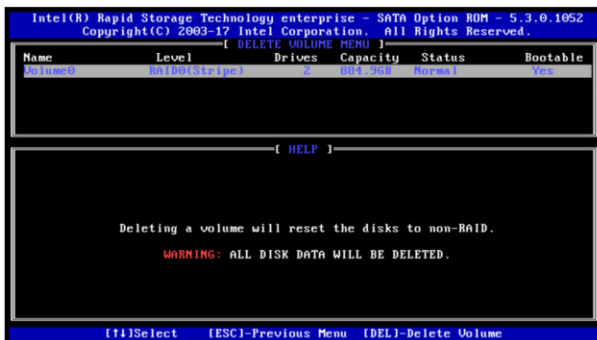 Intel(R) Rapid Storage Technology enterprise - SATA Option ROM - 5.3.0.1052
Copyright(C) 2003-17 Intel Corporation. All Rights Reserved.
[ DELETE VOLUME MENU ]
Name Level Drives Capacity Status Bootable
Volume0 RAID0(Stripe) 2 884.9GB Normal Yes
[ HELP ]
Deleting a volume will reset the disks to non-RAID.
WARNING: ALL DISK DATA WILL BE DELETED.
[↑↓]Select [ESC]-Previous Menu [DEL]-Delete Volume